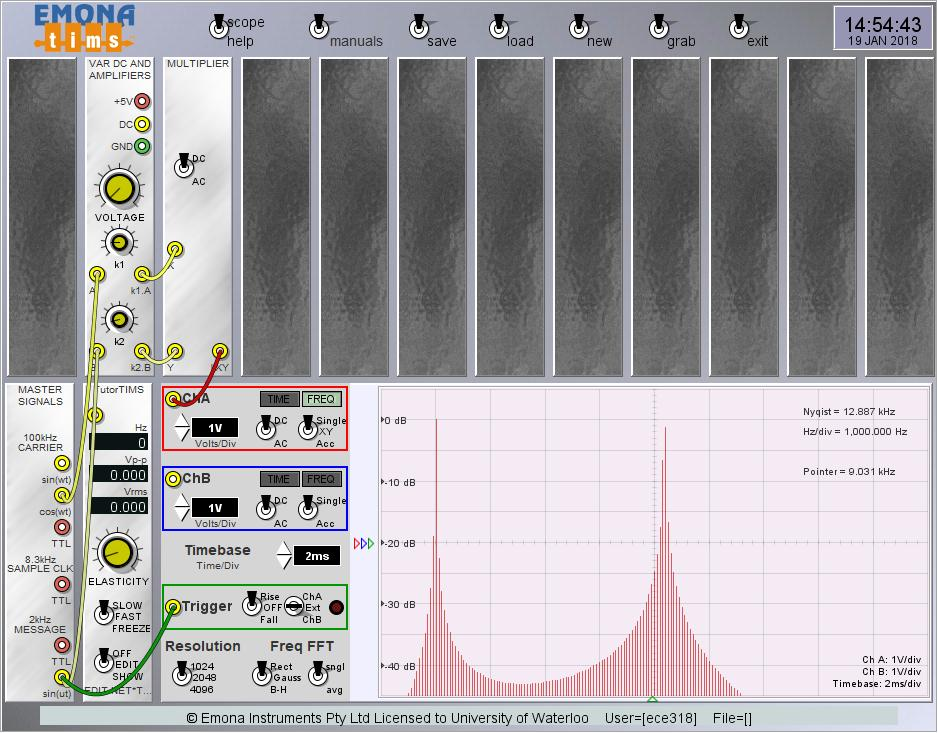 EMONA
tims
scope
help
manuals
save
load
new
grab
exit
14:54:43
19 JAN 2018
VAR DC AND
AMPLIFIERS
+5V
DC
GND
VOLTAGE
k1
A
k1.A
k2
B
k2.B
MULTIPLIER
DC
AC
X
Y
kXY
MASTER
SIGNALS
100kHz
CARRIER
sin(wt)
cos(wt)
TTL
8.3kHz
SAMPLE CLK
TTL
2kHz
MESSAGE
TTL
sin(ut)
TutorTIMS
Hz
0
Vp-p
0.000
Vrms
0.000
ELASTICITY
SLOW
FAST
FREEZE
OFF
EDIT
SHOW
ChA
TIME
FREQ
1V
Volts/Div
DC
AC
Single
XY
Acc
ChB
TIME
FREQ
1V
Volts/Div
DC
AC
Single
Acc
Timebase
Time/Div
2ms
Trigger
Rise
OFF
Fall
ChA
Ext
ChB
Resolution
1024
2048
4096
Freq FFT
Rect
Gauss
B-H
sngl
avg
0 dB
-10 dB
-20 dB
-30 dB
-40 dB
Nyqist = 12.887 kHz
Hz/div = 1,000.000 Hz
Pointer = 9.031 kHz
Ch A: 1V/div
Ch B: 1V/div
Timebase: 2ms/div
© Emona Instruments Pty Ltd Licensed to University of Waterloo User=[ece318] File=[]